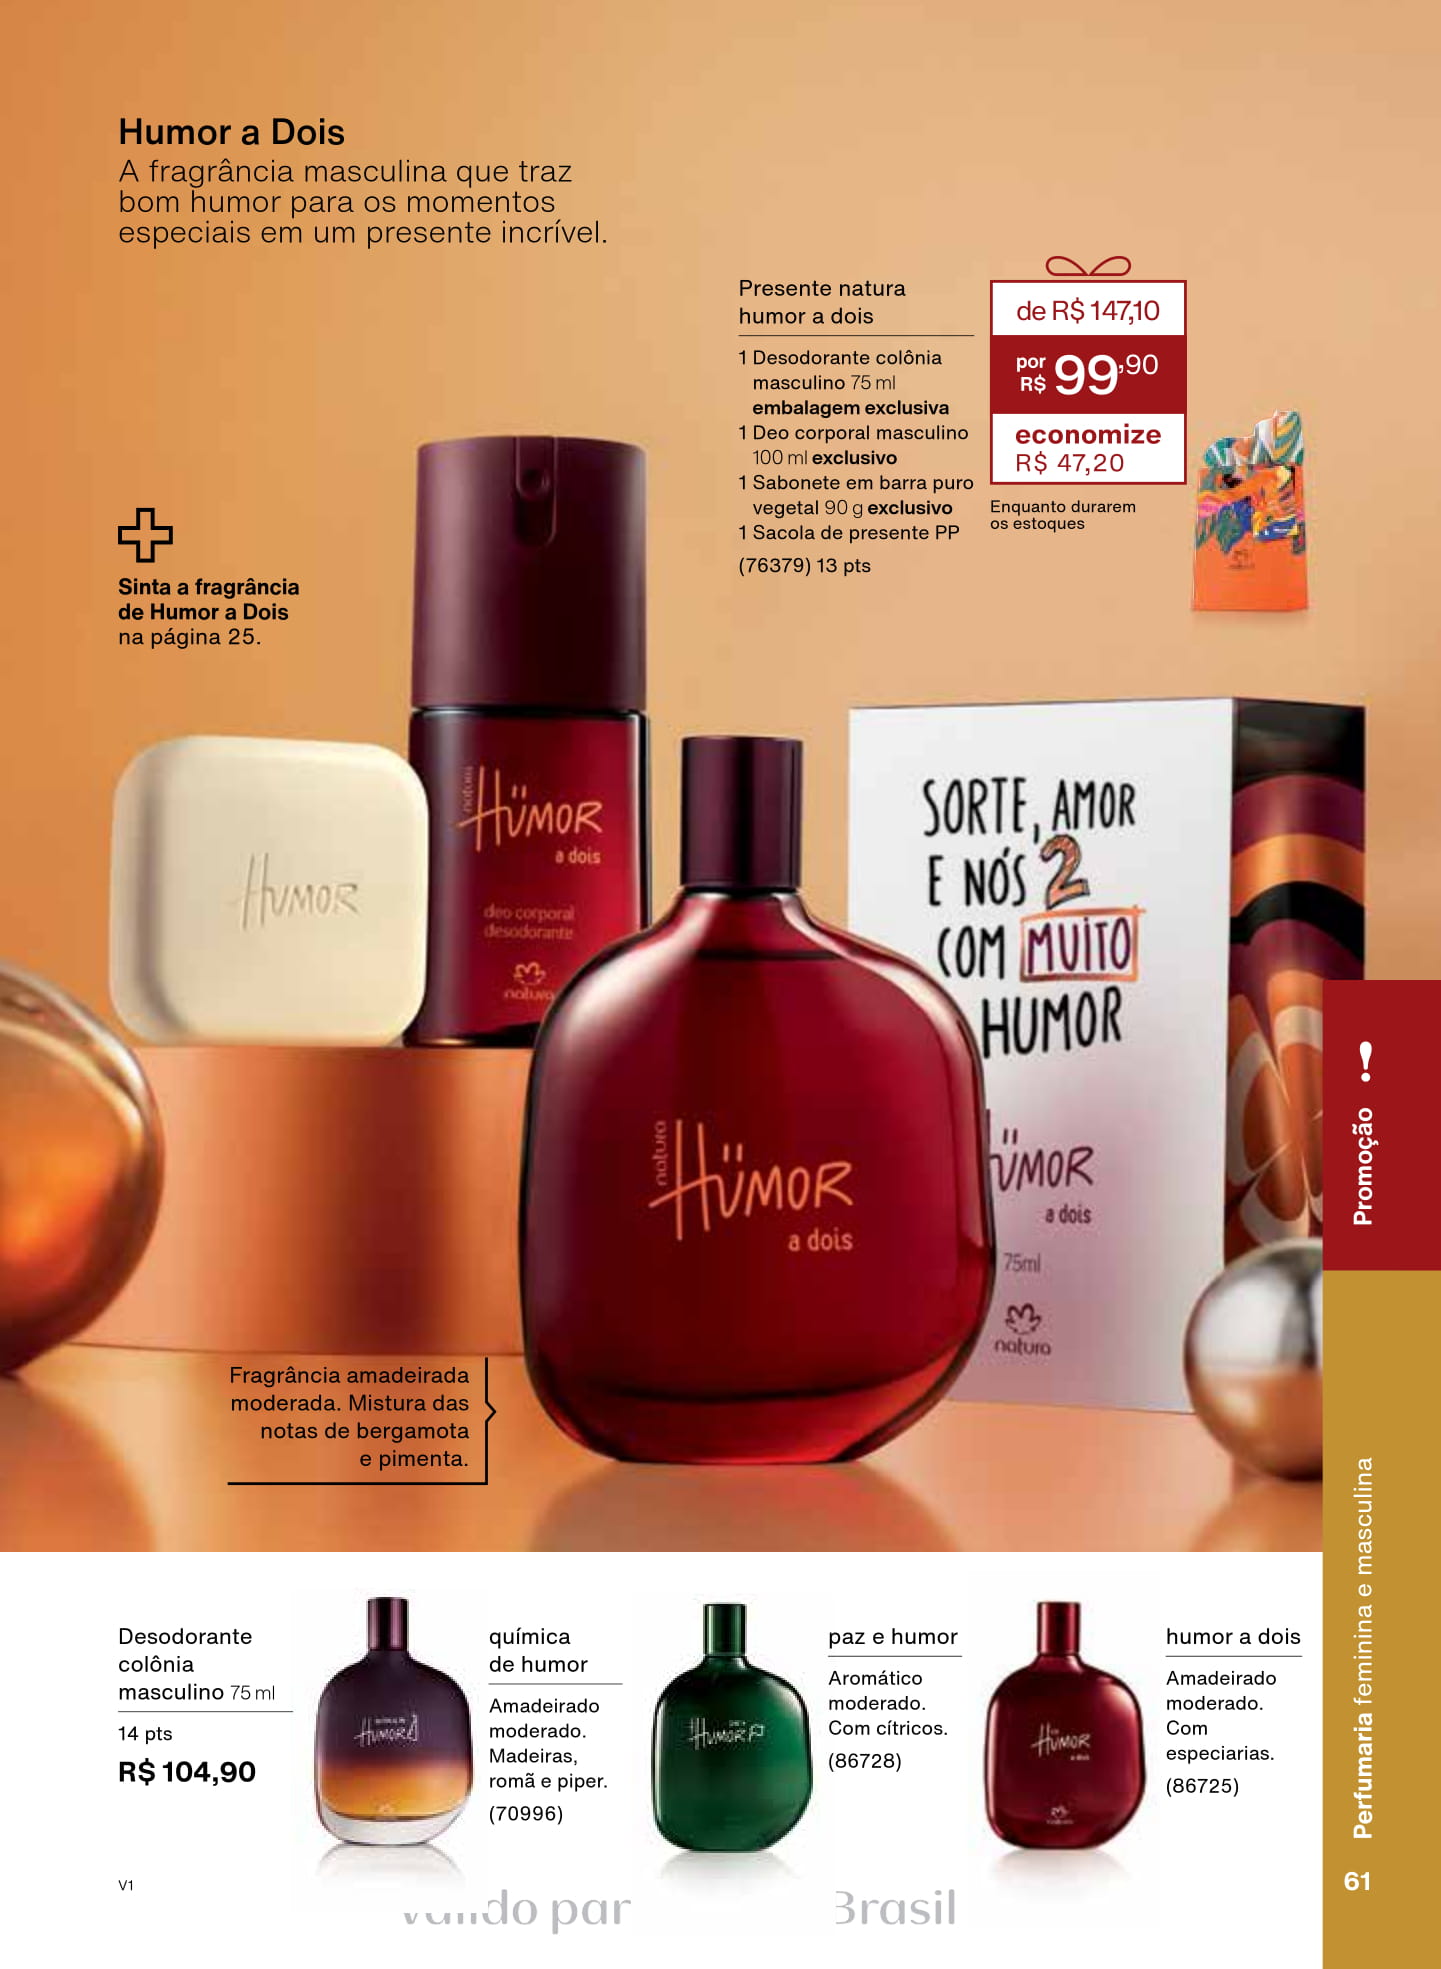 Humor a Dois
A fragrância masculina que traz
bom humor para os momentos
especiais em um presente incrível.
Presente natura
humor a dois
1 Desodorante colônia
masculino 75 ml
embalagem exclusiva
1 Deo corporal masculino
100 ml exclusivo
1 Sabonete em barra puro
vegetal 90 g exclusivo
1 Sacola de presente PP
(76379) 13 pts
de R$ 147,10
por R$ 99,90
economize
R$ 47,20
Enquanto durarem
os estoques
Sinta a fragrância
de Humor a Dois
na página 25.
HUMOR
natura
HÜMOR
a dois
deo corporal
desodorante
natura
natura
HÜMOR
a dois
SORTE, AMOR
E NÓS 2
COM MUITO
HUMOR
ÜMOR
a dois
75ml
natura
Promoção
Fragrância amadeirada
moderada. Mistura das
notas de bergamota
e pimenta.
Perfumaria feminina e masculina
Desodorante
colônia
masculino 75 ml
14 pts
R$ 104,90
HUMOR
química
de humor
Amadeirado
moderado.
Madeiras,
romã e piper.
(70996)
HUMOR
paz e humor
Aromático
moderado.
Com cítricos.
(86728)
HUMOR
a dois
natura
humor a dois
Amadeirado
moderado.
Com
especiarias.
(86725)
V1
61
Válido par Brasil